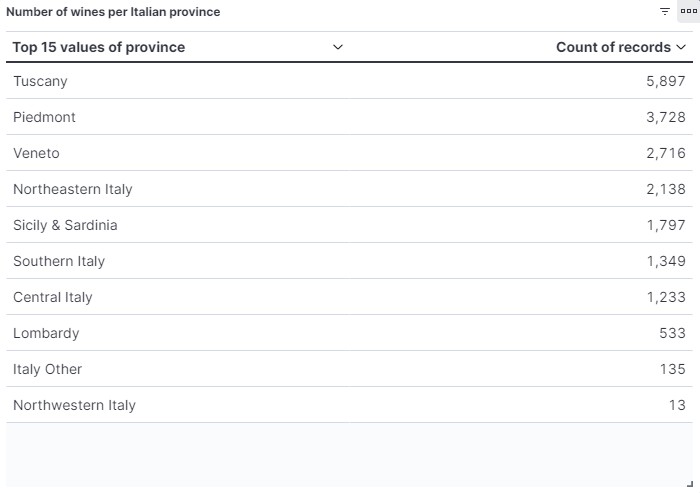 Number of wines per Italian province
Top 15 values of province Count of records
Tuscany 5,897
Piedmont 3,728
Veneto 2,716
Northeastern Italy 2,138
Sicily & Sardinia 1,797
Southern Italy 1,349
Central Italy 1,233
Lombardy 533
Italy Other 135
Northwestern Italy 13